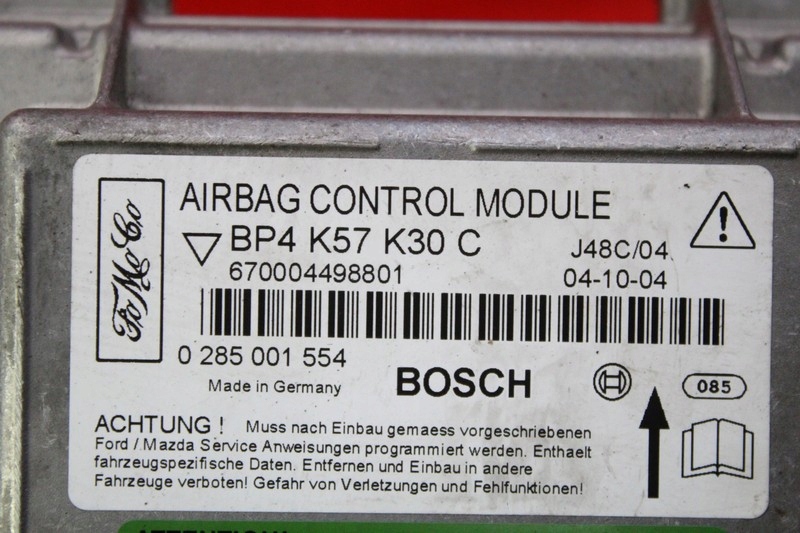 FoMoCo
AIRBAG CONTROL MODULE
BP4 K57 K30 C
J48C/04
670004498801
04-10-04
0 285 001 554
Made in Germany
BOSCH
085
ACHTUNG ! Muss nach Einbau gemaess vorgeschriebenen
Ford / Mazda Service Anweisungen programmiert werden. Enthaelt
fahrzeugspezifische Daten. Entfernen und Einbau in andere
Fahrzeuge verboten! Gefahr von Verletzungen und Fehlfunktionen!
ATTENTION!